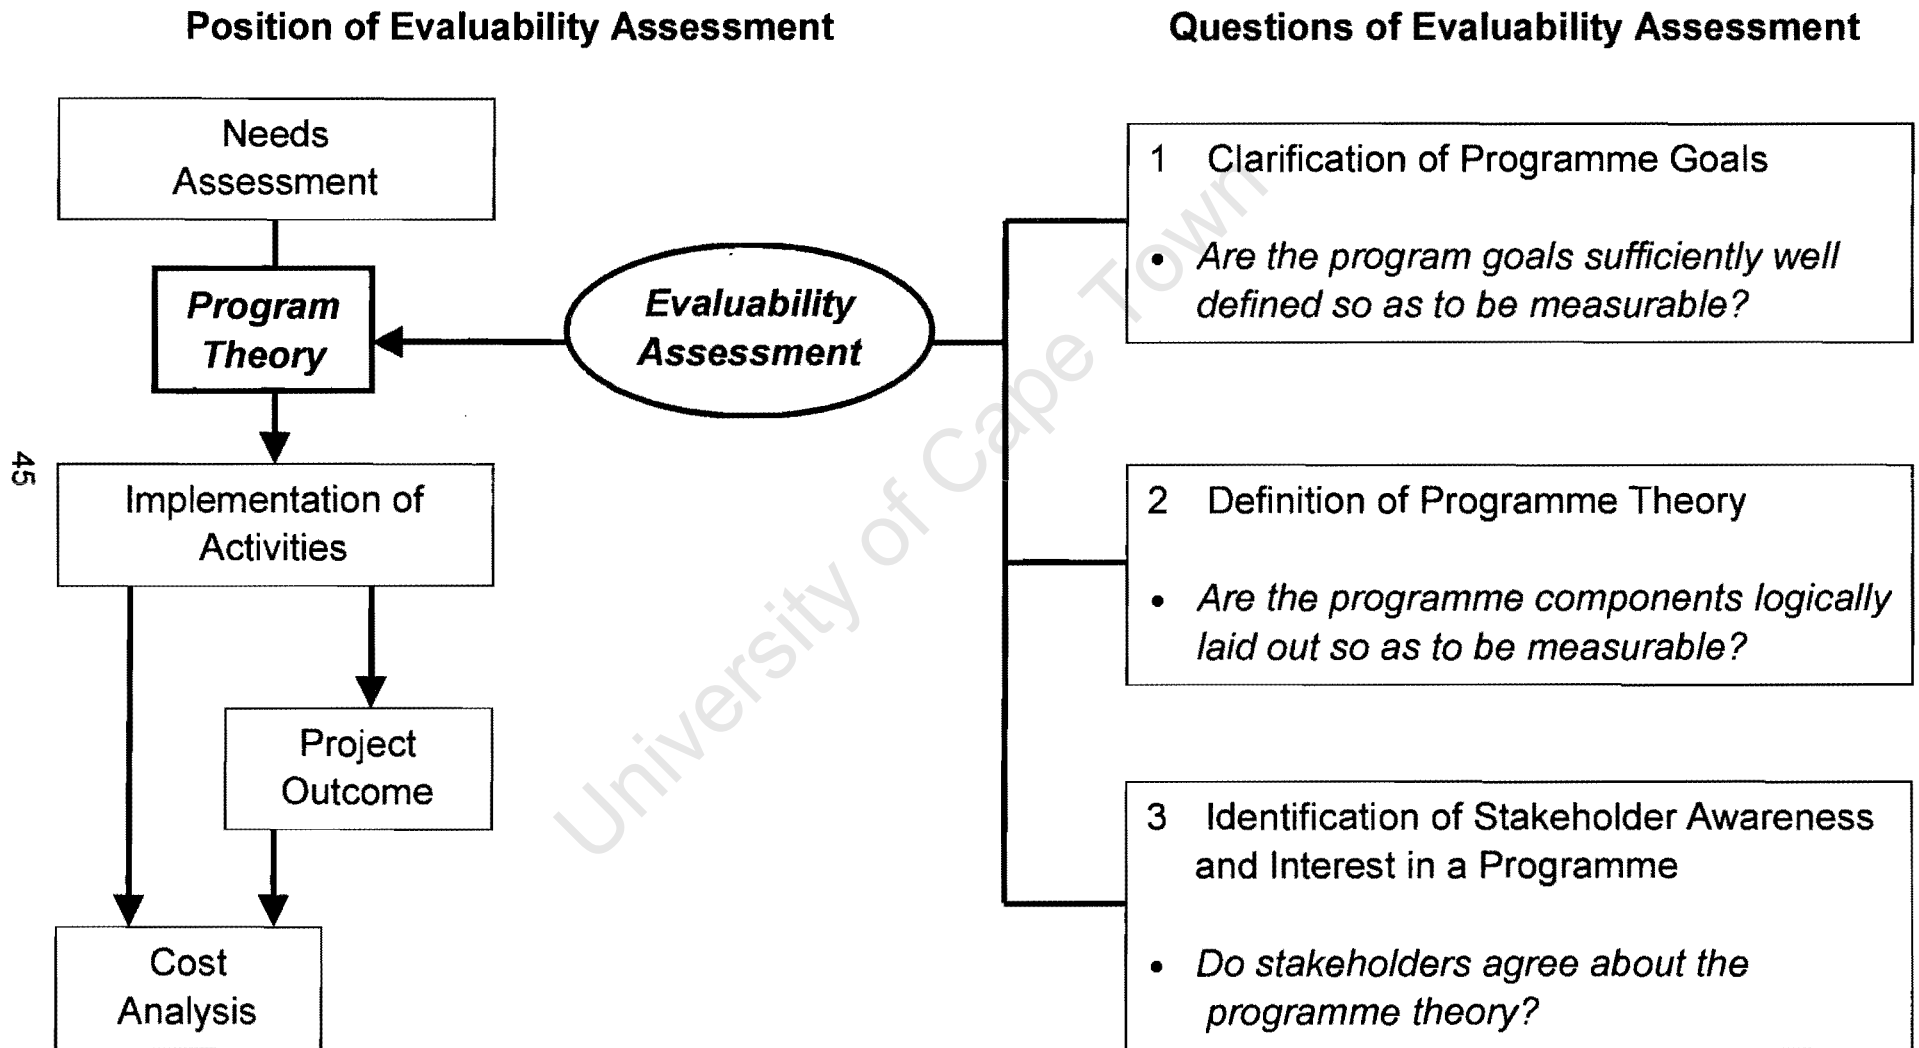 Position of Evaluability Assessment
Needs
Assessment
Program
Theory
Evaluability
Assessment
Implementation of
Activities
Project
Outcome
Cost
Analysis
45
Questions of Evaluability Assessment
1 Clarification of Programme Goals
• Are the program goals sufficiently well
defined so as to be measurable?
2 Definition of Programme Theory
• Are the programme components logically
laid out so as to be measurable?
3 Identification of Stakeholder Awareness
and Interest in a Programme
• Do stakeholders agree about the
programme theory?
University of Cape Town